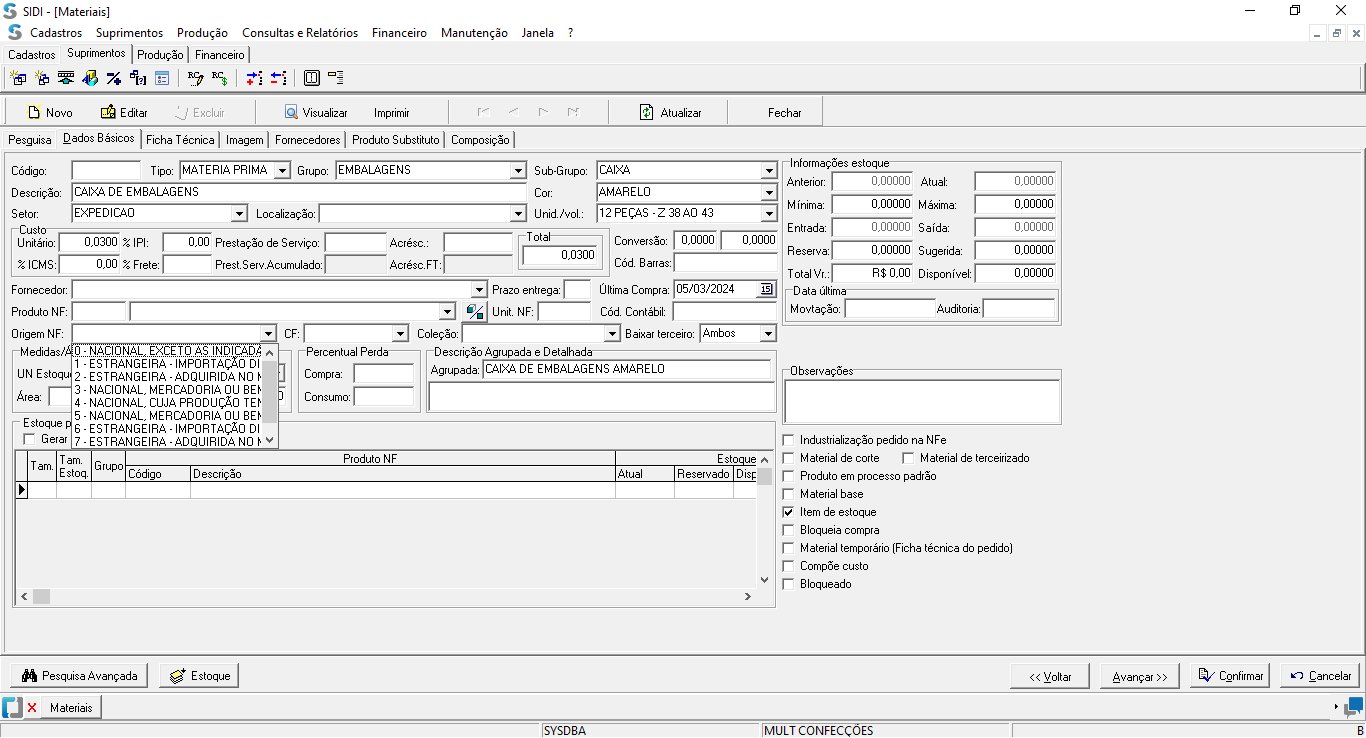 SIDI - [Materiais]
Cadastros Suprimentos Produção Consultas e Relatórios Financeiro Manutenção Janela ?
Cadastros Suprimentos Produção Financeiro
Novo Editar Excluir Visualizar Imprimir Atualizar Fechar
Pesquisa Dados Básicos Ficha Técnica Imagem Fornecedores Produto Substituto Composição
Código: Tipo: MATERIA PRIMA Grupo: EMBALAGENS Sub-Grupo: CAIXA
Descrição: CAIXA DE EMBALAGENS Cor: AMARELO
Setor: EXPEDICAO Localização: Unid./vol.: 12 PEÇAS - Z 38 AO 43
Custo
Unitário: 0,0300 % IPI: 0,00 Prestação de Serviço: Acrésc.: Total 0,0300 Conversão: 0,0000 0,0000
% ICMS: 0,00 % Frete: Prest.Serv.Acumulado: Acrésc.FT: Cód. Barras:
Fornecedor: Prazo entrega: Última Compra: 05/03/2024 15
Produto NF: Unit. NF: Cód. Contábil:
Origem NF: CF: Coleção: Baixar terceiro: Ambos
0 - NACIONAL, EXCETO AS INDICADA
1 - ESTRANGEIRA - IMPORTAÇÃO DI
2 - ESTRANGEIRA - ADQUIRIDA NO M
3 - NACIONAL, MERCADORIA OU BEN
4 - NACIONAL, CUJA PRODUÇÃO TEN
5 - NACIONAL, MERCADORIA OU BEN
6 - ESTRANGEIRA - IMPORTAÇÃO DI
7 - ESTRANGEIRA - ADQUIRIDA NO M
Medidas/Á
UN Estoque
Área: 0
Percentual Perda
Compra:
Consumo:
Descrição Agrupada e Detalhada
Agrupada: CAIXA DE EMBALAGENS AMARELO
Estoque p
Gerar
Tam. Tam. Estoq. Grupo Produto NF Estoque
Código Descrição Atual Reservado Disp
Informações estoque
Anterior: 0,00000 Atual: 0,00000
Mínima: 0,00000 Máxima: 0,00000
Entrada: 0,00000 Saída: 0,00000
Reserva: 0,00000 Sugerida: 0,00000
Total Vr.: R$ 0,00 Disponível: 0,00000
Data última
Movtação: Auditoria:
Observações
Industrialização pedido na NFe
Material de corte Material de terceirizado
Produto em processo padrão
Material base
Item de estoque
Bloqueia compra
Material temporário (Ficha técnica do pedido)
Compõe custo
Bloqueado
Pesquisa Avançada Estoque << Voltar Avançar >> Confirmar Cancelar
Materiais
SYSDBA MULT CONFECÇÕES B